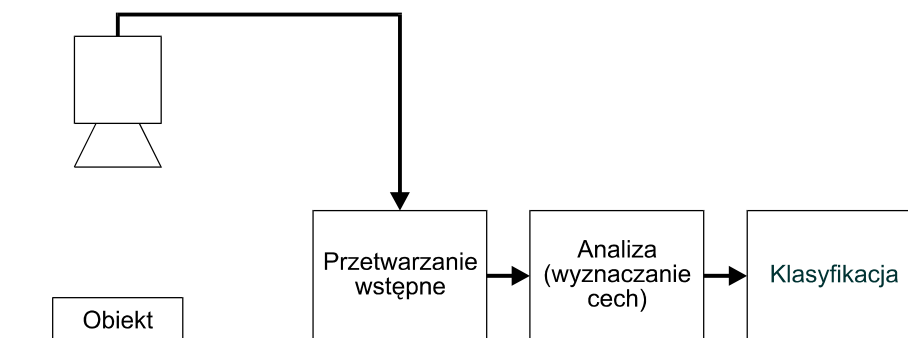 Przetwarzanie
wstępne
Analiza
(wyznaczanie
cech)
Klasyfikacja
Obiekt